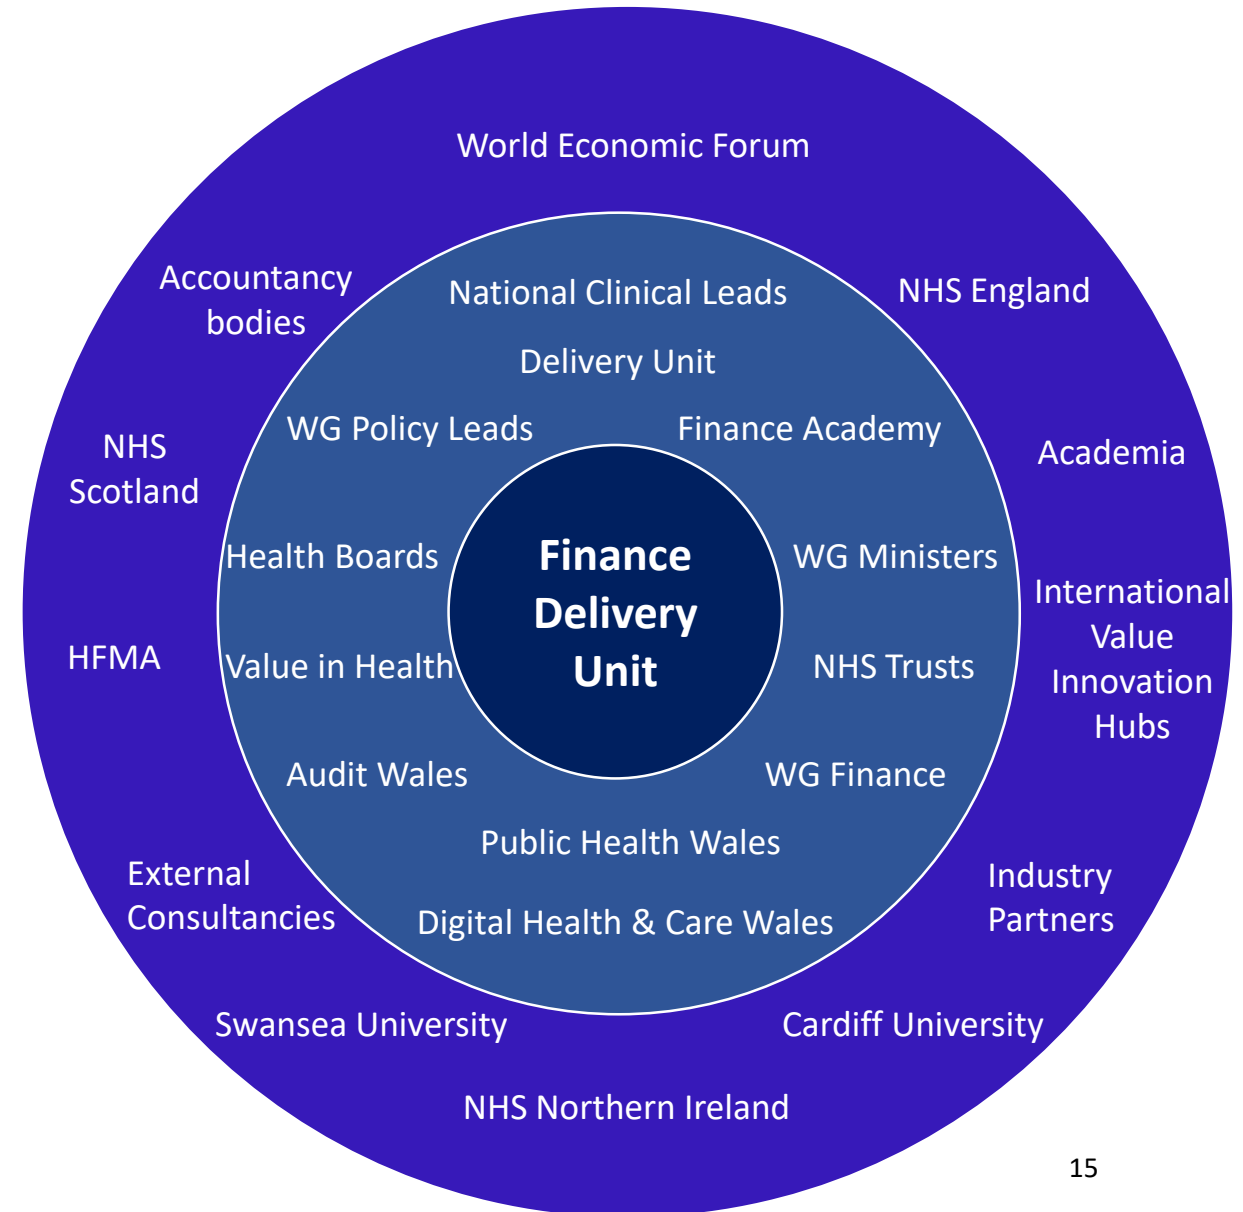 World Economic Forum
Accountancy
bodies
NHS England
National Clinical Leads
Delivery Unit
WG Policy Leads
Finance Academy
NHS
Scotland
Academia
Health Boards
Finance
Delivery
Unit
WG Ministers
International
Value
Innovation
Hubs
HFMA
Value in Health
NHS Trusts
Audit Wales
WG Finance
Public Health Wales
External
Consultancies
Industry
Partners
Digital Health & Care Wales
Swansea University
Cardiff University
NHS Northern Ireland
15